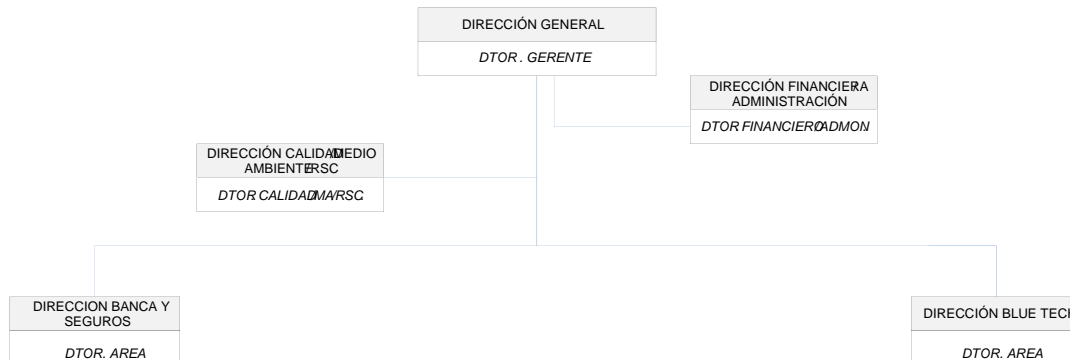 DIRECCIÓN GENERAL
DTOR. GERENTE
DIRECCIÓN FINANCIERA/
ADMINISTRACIÓN
DTOR. FINANCIERO/ADMON.
DIRECCIÓN CALIDAD/MEDIO
AMBIENTE/RSC
DTOR. CALIDAD/MA/RSC.
DIRECCION BANCA Y
SEGUROS
DTOR. AREA
DIRECCIÓN BLUE TECH
DTOR. AREA